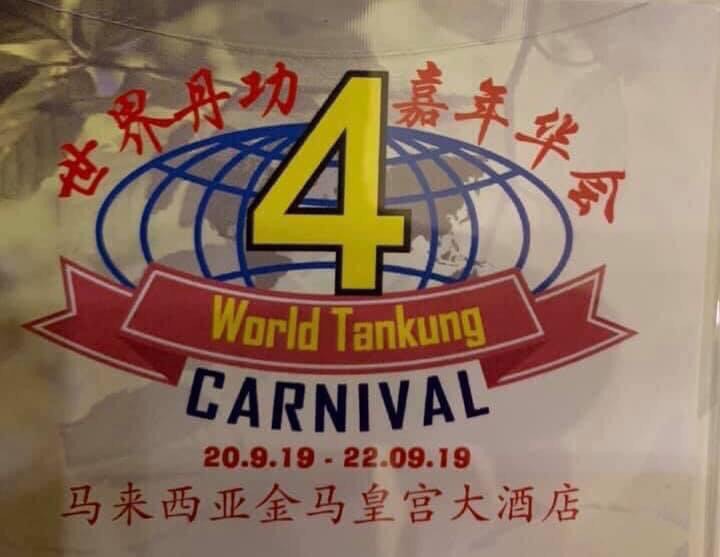 世界丹功 4 嘉年华会
World Tankung
CARNIVAL
20.9.19 - 22.09.19
马来西亚金马皇宫大酒店